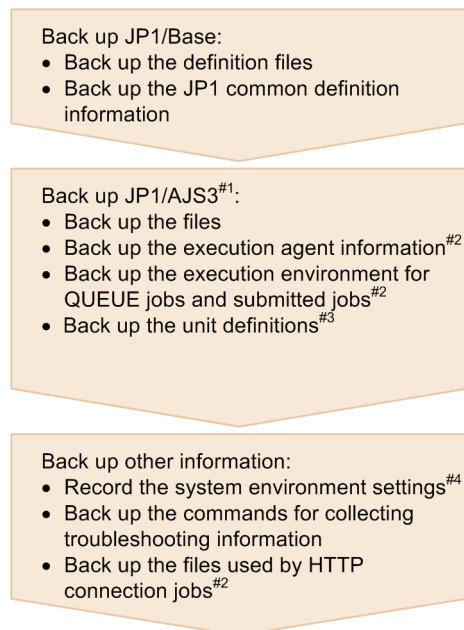 Back up JP1/Base:
• Back up the definition files
• Back up the JP1 common definition
information
Back up JP1/AJS3#1:
• Back up the files
• Back up the execution agent information#2
• Back up the execution environment for
QUEUE jobs and submitted jobs#2
• Back up the unit definitions#3
Back up other information:
• Record the system environment settings#4
• Back up the commands for collecting
troubleshooting information
• Back up the files used by HTTP
connection jobs#2